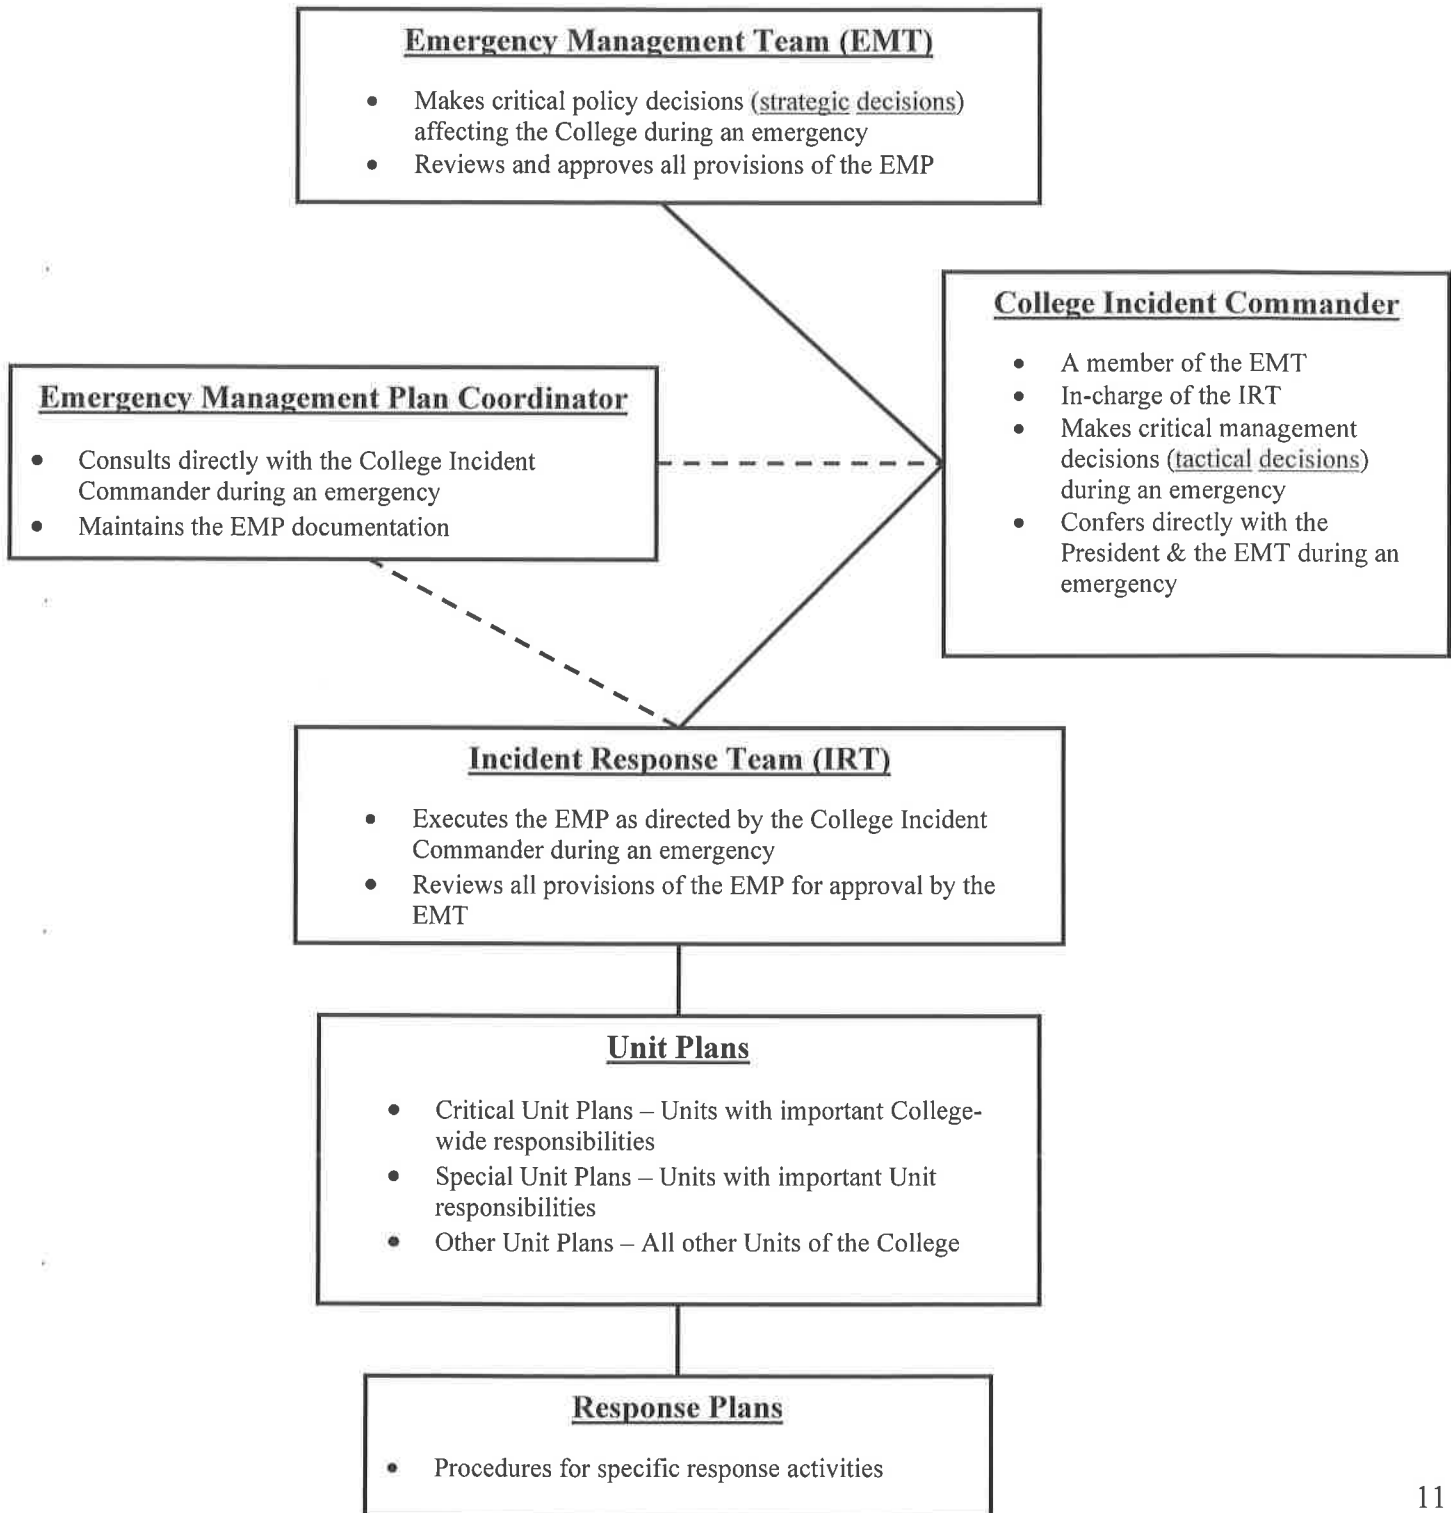 Emergency Management Team (EMT)
• Makes critical policy decisions (strategic decisions)
affecting the College during an emergency
• Reviews and approves all provisions of the EMP
College Incident Commander
• A member of the EMT
• In-charge of the IRT
• Makes critical management
decisions (tactical decisions)
during an emergency
• Confers directly with the
President & the EMT during an
emergency
Emergency Management Plan Coordinator
• Consults directly with the College Incident
Commander during an emergency
• Maintains the EMP documentation
Incident Response Team (IRT)
• Executes the EMP as directed by the College Incident
Commander during an emergency
• Reviews all provisions of the EMP for approval by the
EMT
Unit Plans
• Critical Unit Plans – Units with important College-
wide responsibilities
• Special Unit Plans – Units with important Unit
responsibilities
• Other Unit Plans – All other Units of the College
Response Plans
• Procedures for specific response activities
11